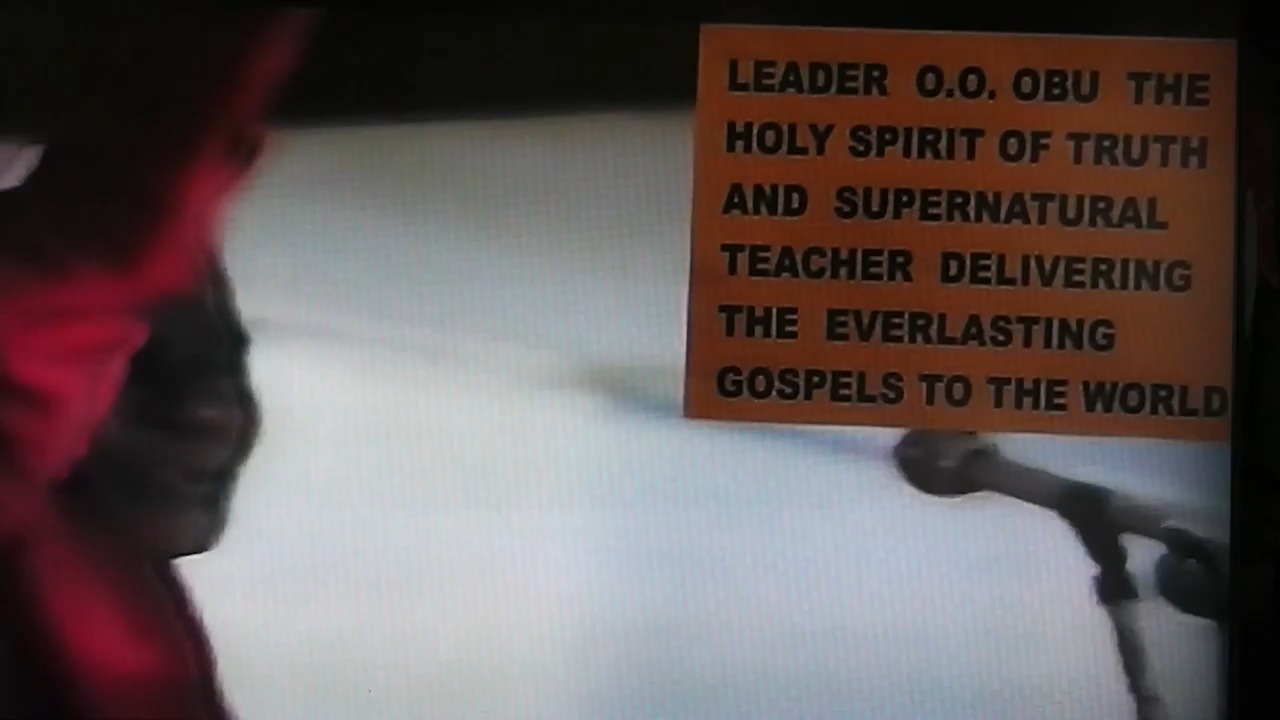 LEADER O.O. OBU THE
HOLY SPIRIT OF TRUTH
AND SUPERNATURAL
TEACHER DELIVERING
THE EVERLASTING
GOSPELS TO THE WORLD